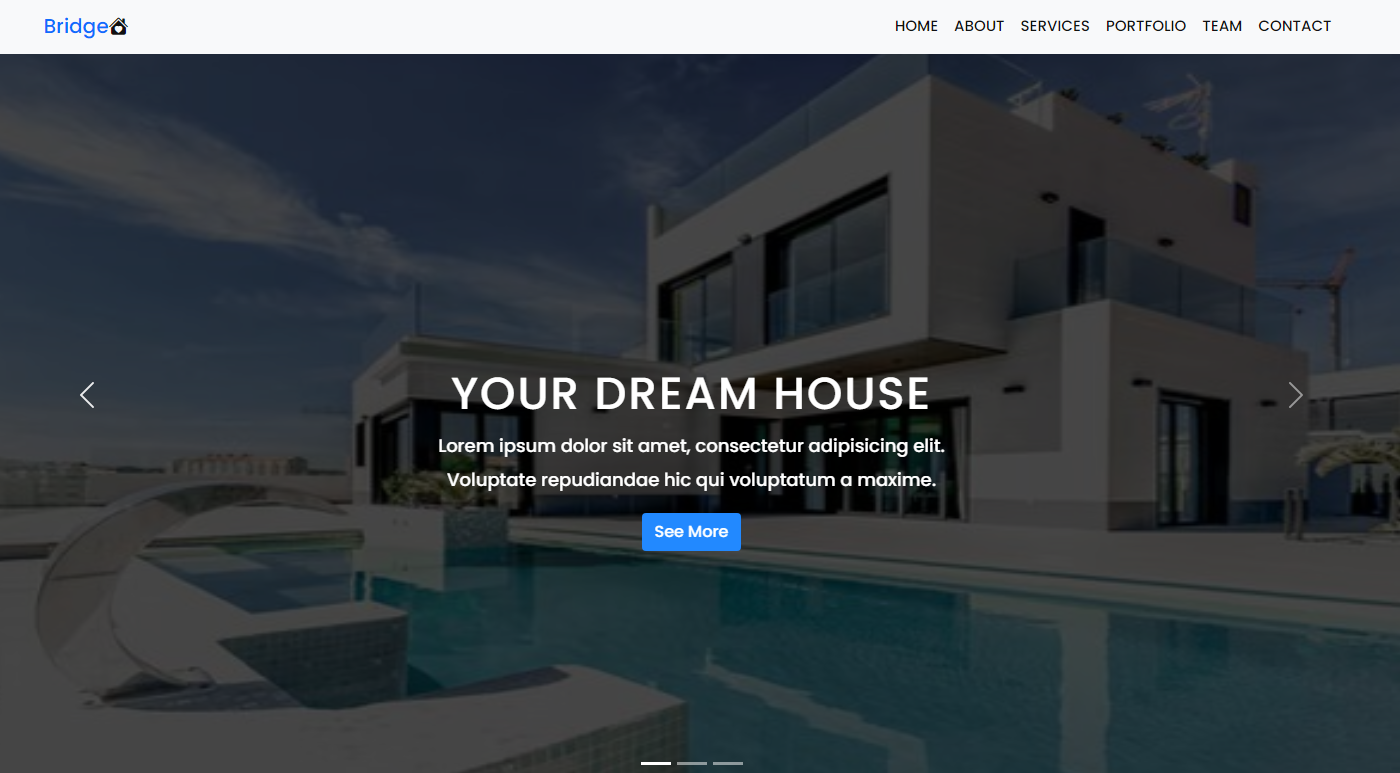 Bridge
HOME ABOUT SERVICES PORTFOLIO TEAM CONTACT
YOUR DREAM HOUSE
Lorem ipsum dolor sit amet, consectetur adipisicing elit.
Voluptate repudiandae hic qui voluptatum a maxime.
See More